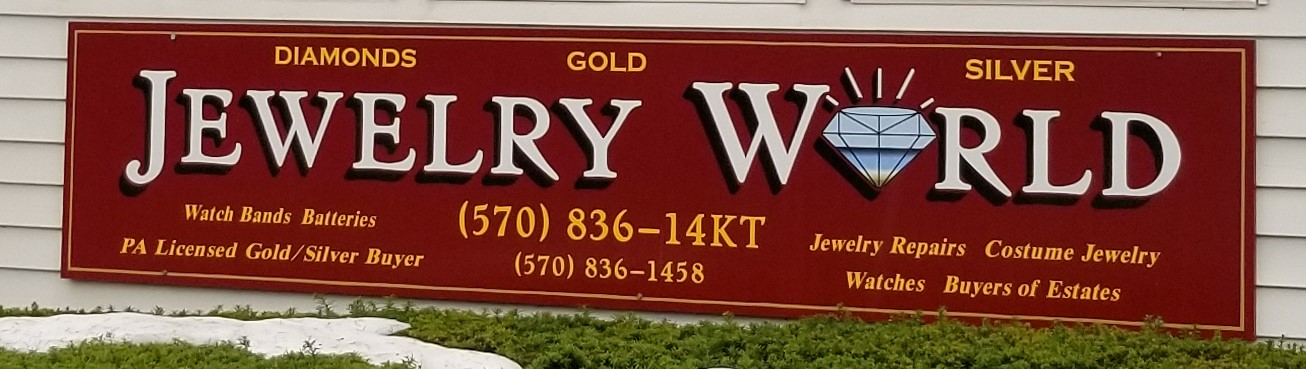 DIAMONDS GOLD SILVER
JEWELRY WORLD
Watch Bands Batteries
PA Licensed Gold/Silver Buyer
(570) 836-14KT
(570) 836-1458
Jewelry Repairs Costume Jewelry
Watches Buyers of Estates